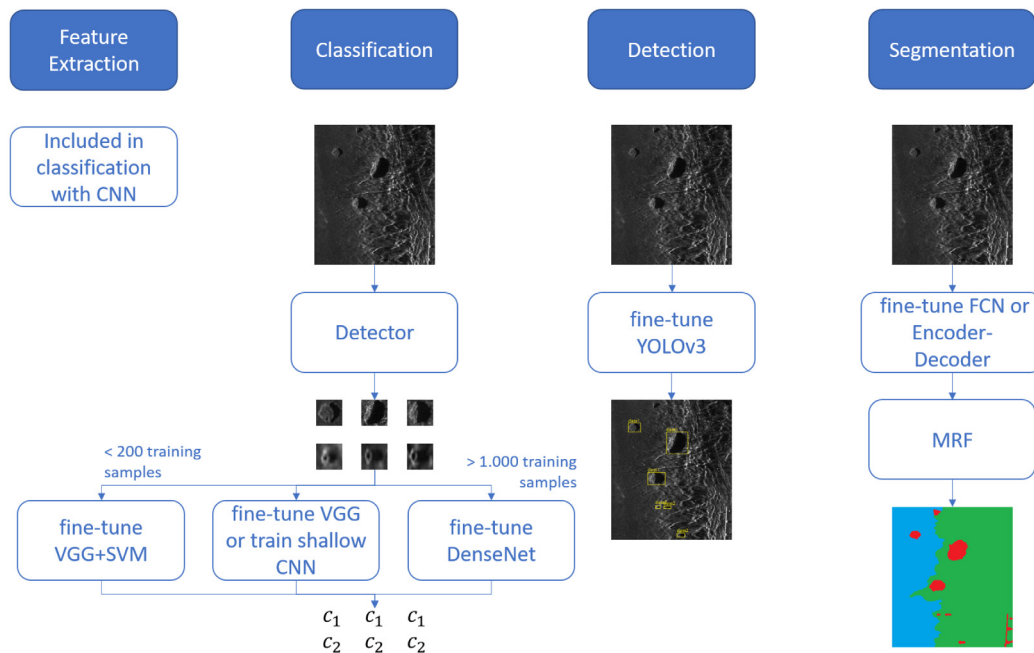 Feature
Extraction
Classification
Detection
Segmentation
Included in
classification
with CNN
Detector
fine-tune
YOLOv3
fine-tune FCN or
Encoder-
Decoder
MRF
< 200 training
samples
> 1.000 training
samples
fine-tune
VGG+SVM
fine-tune VGG
or train shallow
CNN
fine-tune
DenseNet
c₁ c₁ c₁
c₂ c₂ c₂